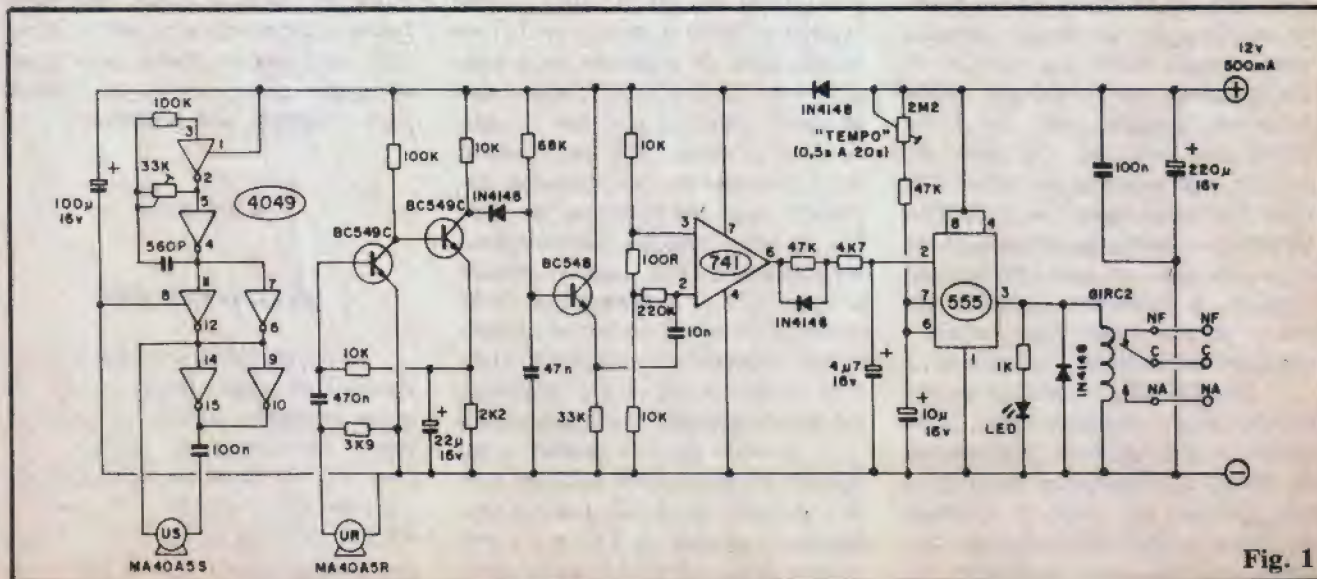 12v
500mA
+
100K
3
1
2
33K
5
4
4049
100µ
16v
+
560P
11
7
8
12
6
14
9
15
10
100n
US
MA40A5S
UR
MA40A5R
470n
10K
3K9
BC549C
100K
BC549C
10K
+
22µ
16v
2K2
1N4148
68K
47n
BC548
33K
10K
100R
220K
10n
10K
3
2
741
7
4
6
47K
4K7
1N4148
1N4148
4µ7
16v
+
2M2
"TEMPO"
(0,5s A 20s)
47K
+
10µ
16v
8
4
2
7
6
555
3
1
1K
LED
1N4148
G1RC2
NF
NF
C
C
NA
NA
100n
+
220µ
16v
−
Fig. 1